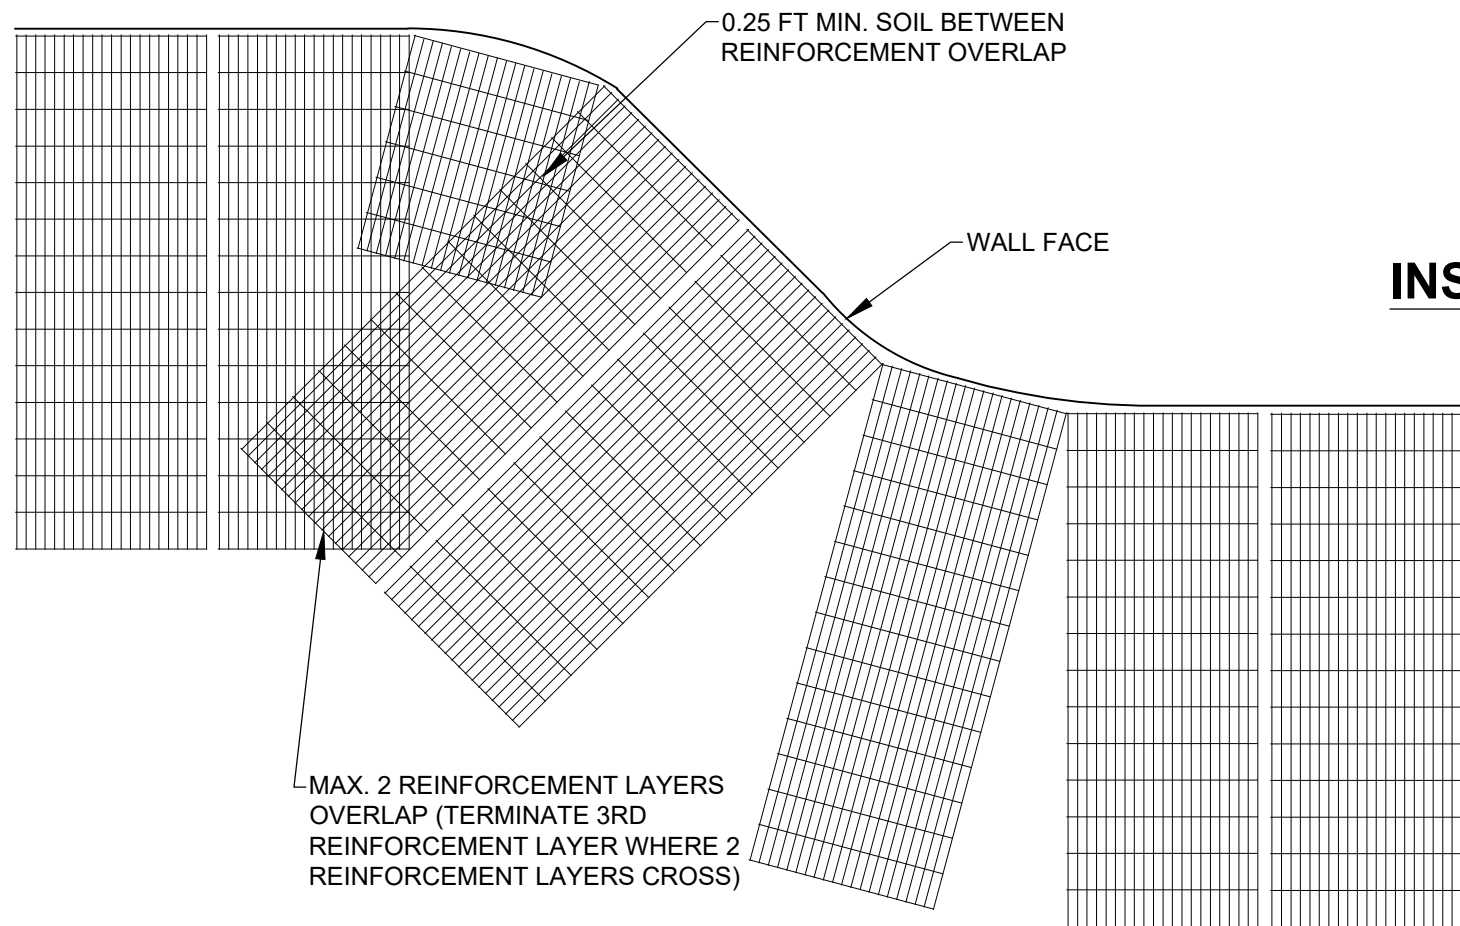 0.25 FT MIN. SOIL BETWEEN
REINFORCEMENT OVERLAP
WALL FACE
INS
MAX. 2 REINFORCEMENT LAYERS
OVERLAP (TERMINATE 3RD
REINFORCEMENT LAYER WHERE 2
REINFORCEMENT LAYERS CROSS)